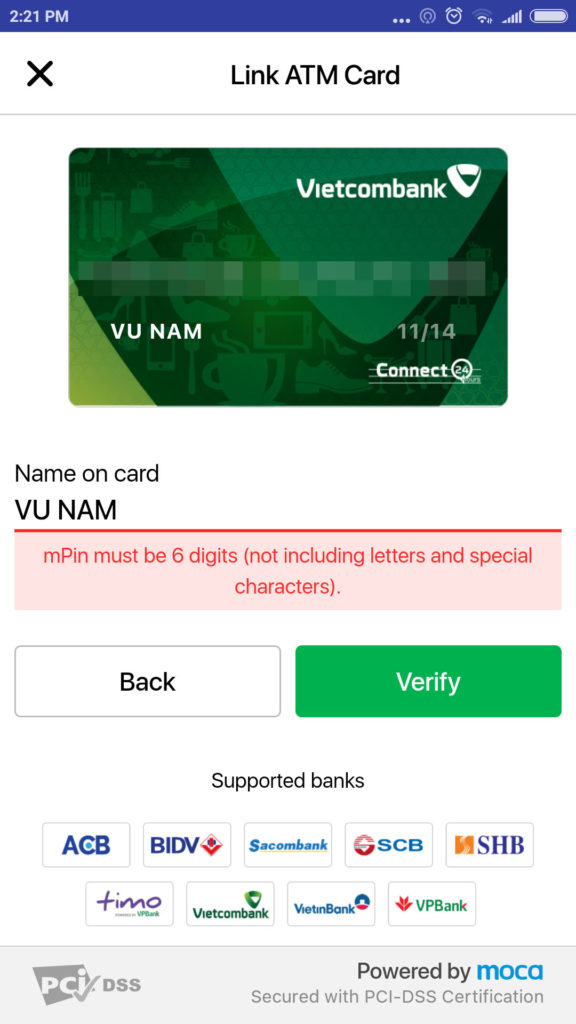 2:21 PM
Link ATM Card
Vietcombank
VU NAM
11/14
Connect 24
Name on card
VU NAM
mPin must be 6 digits (not including letters and special
characters).
Back
Verify
Supported banks
ACB
BIDV
Sacombank
SCB
SHB
timo
POWERED BY VPBank
Vietcombank
VietinBank
VPBank
PCI DSS
Powered by moca
Secured with PCI-DSS Certification